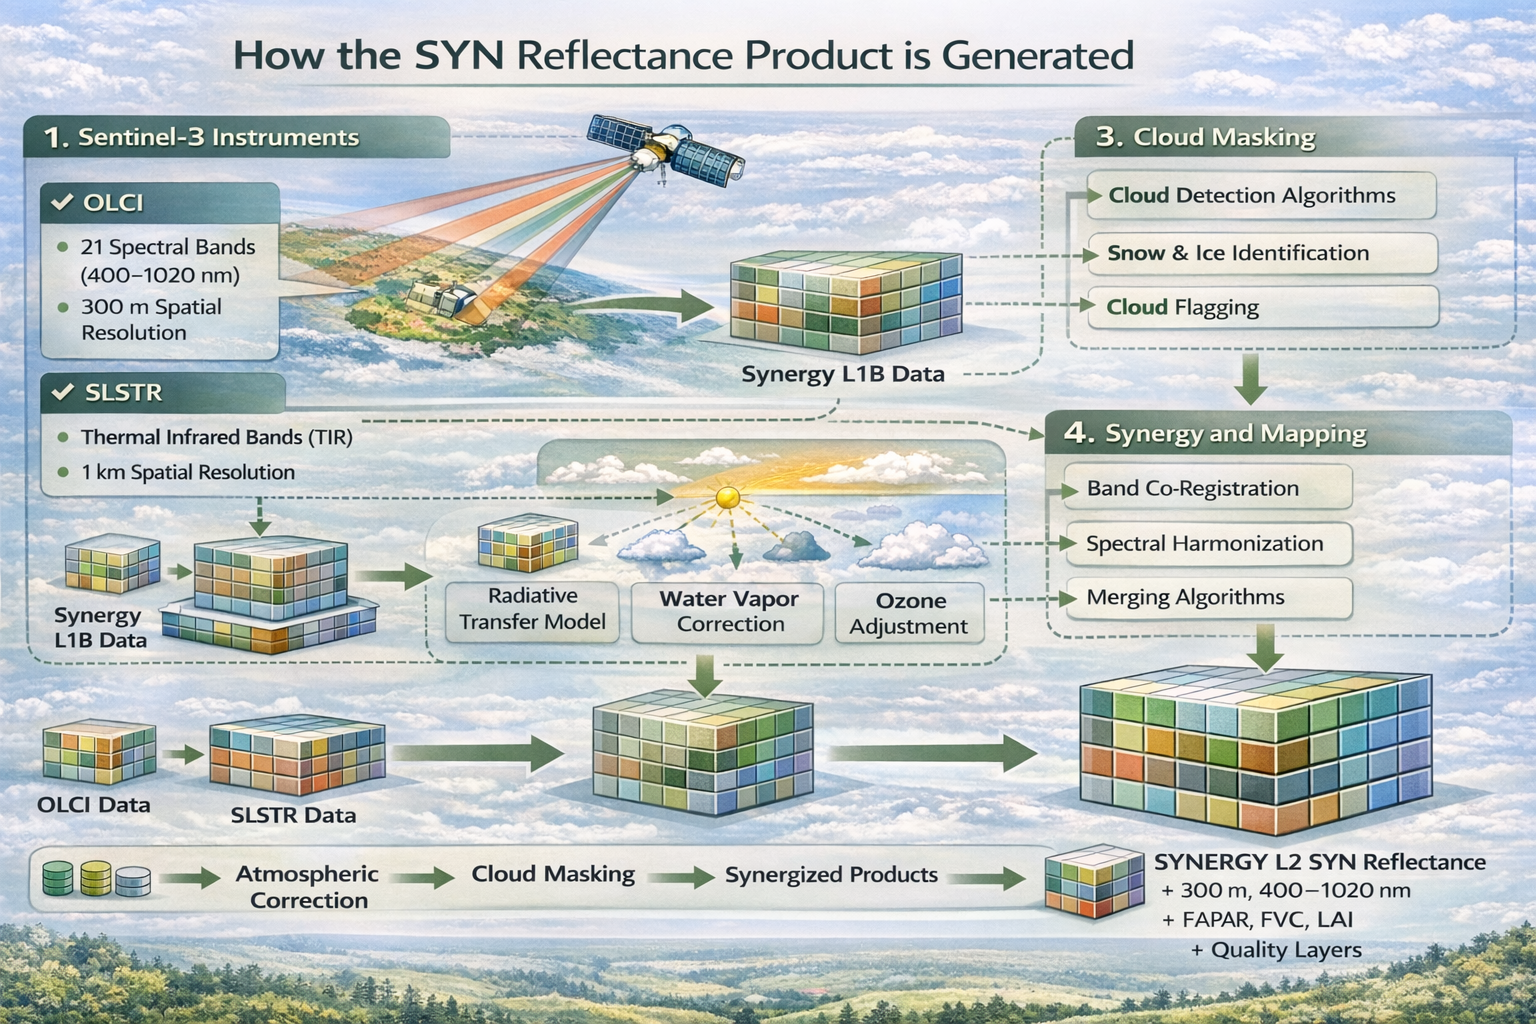 How the SYN Reflectance Product is Generated
1. Sentinel-3 Instruments
✓ OLCI
• 21 Spectral Bands
(400–1020 nm)
• 300 m Spatial
Resolution
✓ SLSTR
• Thermal Infrared Bands (TIR)
• 1 km Spatial Resolution
Synergy L1B Data
3. Cloud Masking
Cloud Detection Algorithms
Snow & Ice Identification
Cloud Flagging
4. Synergy and Mapping
Band Co-Registration
Spectral Harmonization
Merging Algorithms
Synergy
L1B Data
Radiative
Transfer Model
Water Vapor
Correction
Ozone
Adjustment
OLCI Data
SLSTR Data
Atmospheric
Correction
Cloud Masking
Synergized Products
SYNERGY L2 SYN Reflectance
+ 300 m, 400–1020 nm
+ FAPAR, FVC, LAI
+ Quality Layers